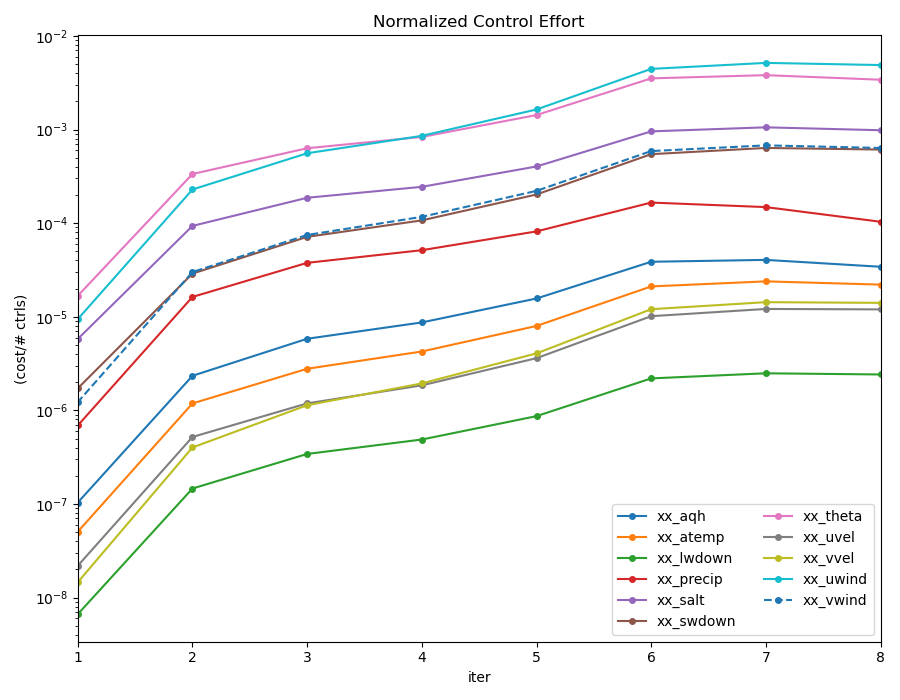 Normalized Control Effort
(cost/# ctrls)
10⁻²
10⁻³
10⁻⁴
10⁻⁵
10⁻⁶
10⁻⁷
10⁻⁸
xx_aqh
xx_atemp
xx_lwdown
xx_precip
xx_salt
xx_swdown
xx_theta
xx_uvel
xx_vvel
xx_uwind
xx_vwind
1 2 3 4 5 6 7 8
iter